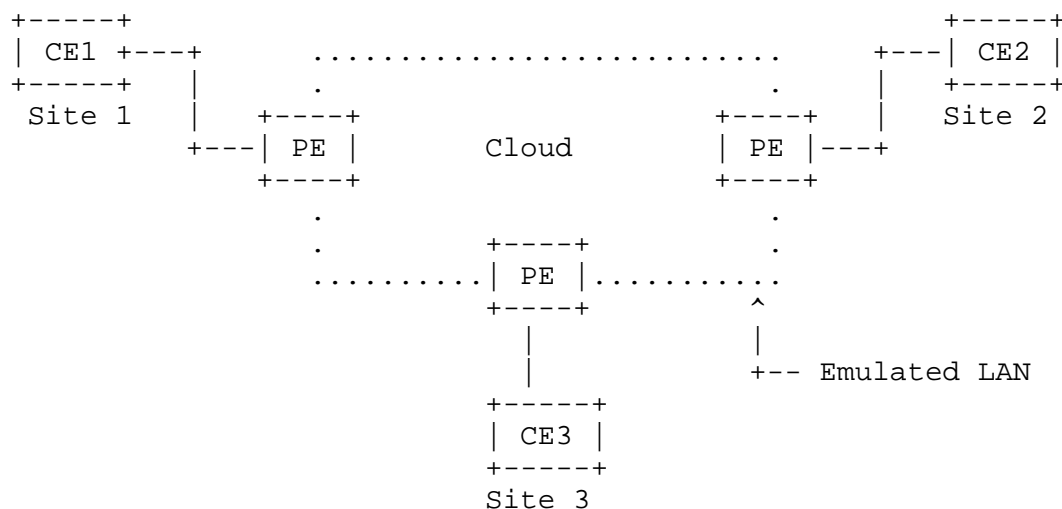 CE1 CE2
Site 1 Site 2
PE Cloud PE
PE
Emulated LAN
CE3
Site 3